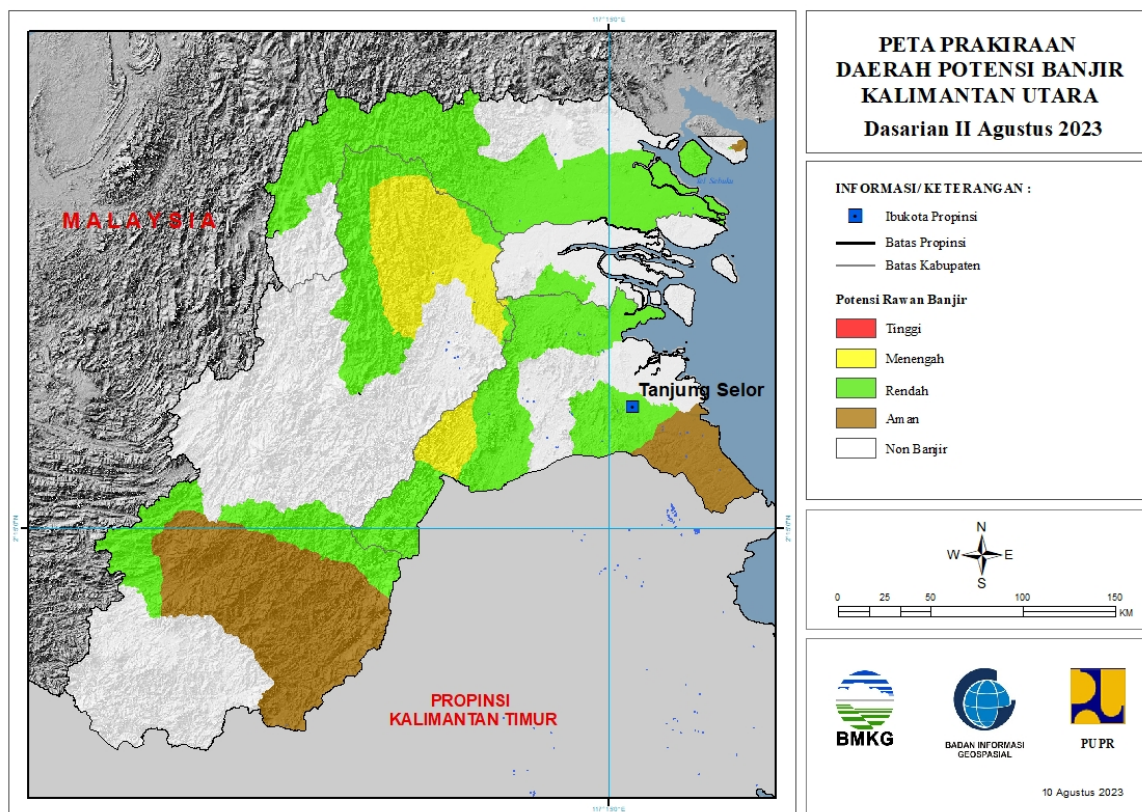 PETA PRAKIRAAN
DAERAH POTENSI BANJIR
KALIMANTAN UTARA
Dasarian II Agustus 2023
INFORMASI/ KETERANGAN :
Ibukota Propinsi
Batas Propinsi
Batas Kabupaten
Potensi Rawan Banjir
Tinggi
Menengah
Rendah
Aman
Non Banjir
N
W E
S
0 25 50 100 150
KM
BMKG
BADAN INFORMASI
GEOSPASIAL
PUPR
10 Agustus 2023
MALAYSIA
Tanjung Selor
PROPINSI
KALIMANTAN TIMUR